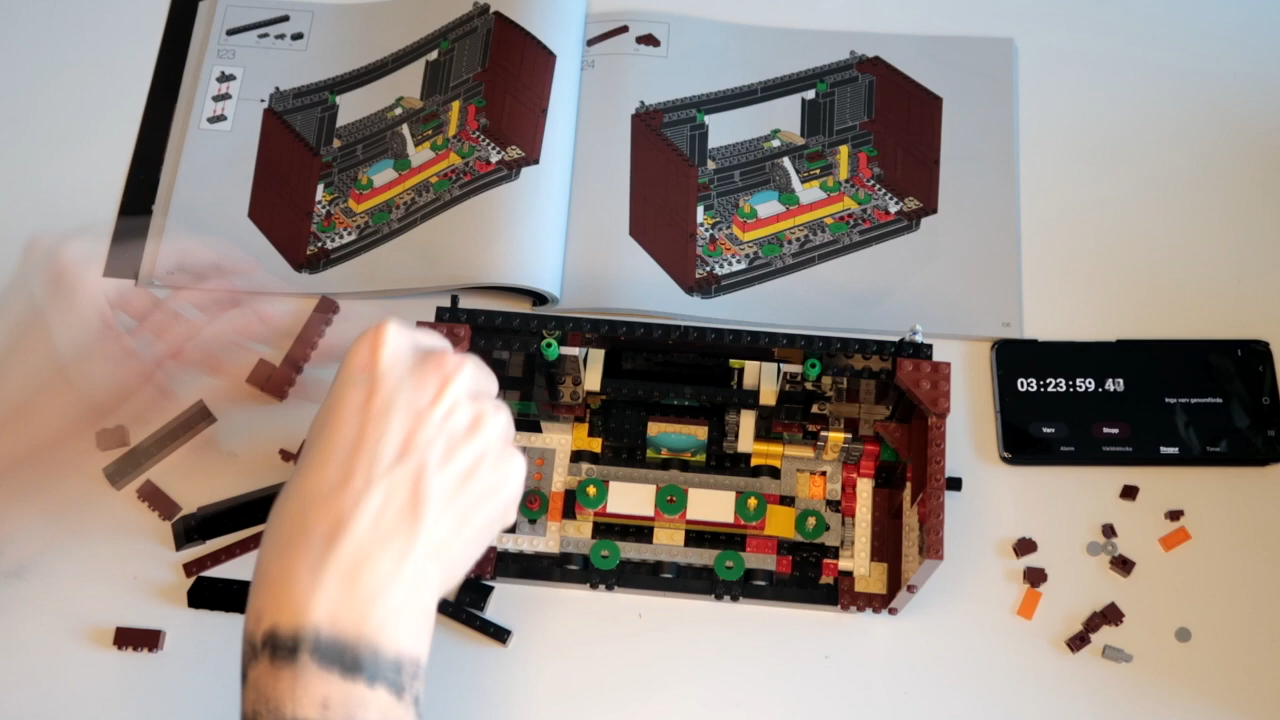 123
124
03:23:59.40
Inga varv genomförda
Varv
Stopp
Alarm
Världsklocka
Stoppur
Timer